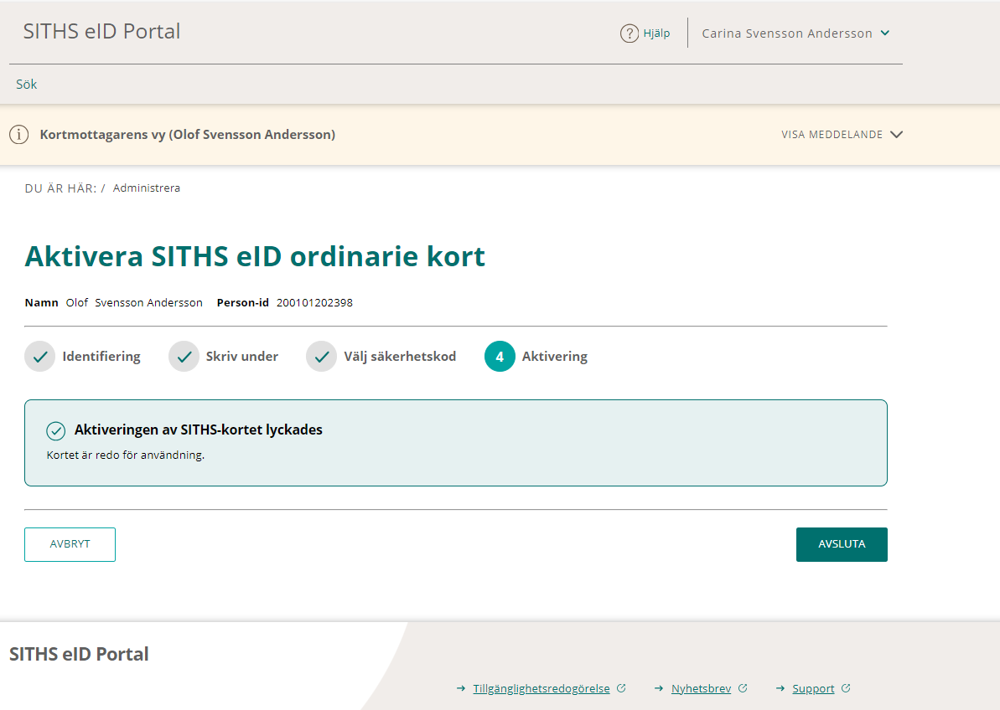 SITHS eID Portal
? Hjälp
Carina Svensson Andersson
Sök
Kortmottagarens vy (Olof Svensson Andersson)
VISA MEDDELANDE
DU ÄR HÄR: / Administrera
Aktivera SITHS eID ordinarie kort
Namn Olof Svensson Andersson Person-id 200101202398
Identifiering
Skriv under
Välj säkerhetskod
4 Aktivering
Aktiveringen av SITHS-kortet lyckades
Kortet är redo för användning.
AVBRYT
AVSLUTA
SITHS eID Portal
→ Tillgänglighetsredogörelse
→ Nyhetsbrev
→ Support